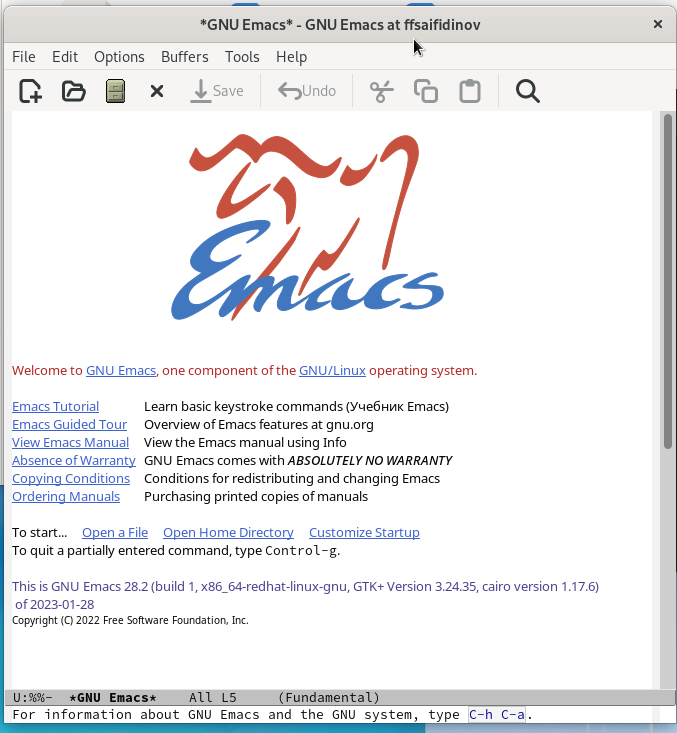 *GNU Emacs* - GNU Emacs at ffsaifidinov
File Edit Options Buffers Tools Help
Save Undo
Emacs
Welcome to GNU Emacs, one component of the GNU/Linux operating system.
Emacs Tutorial Learn basic keystroke commands (Учебник Emacs)
Emacs Guided Tour Overview of Emacs features at gnu.org
View Emacs Manual View the Emacs manual using Info
Absence of Warranty GNU Emacs comes with ABSOLUTELY NO WARRANTY
Copying Conditions Conditions for redistributing and changing Emacs
Ordering Manuals Purchasing printed copies of manuals
To start... Open a File Open Home Directory Customize Startup
To quit a partially entered command, type Control-g.
This is GNU Emacs 28.2 (build 1, x86_64-redhat-linux-gnu, GTK+ Version 3.24.35, cairo version 1.17.6)
of 2023-01-28
Copyright (C) 2022 Free Software Foundation, Inc.
U:%%- *GNU Emacs* All L5 (Fundamental)
For information about GNU Emacs and the GNU system, type C-h C-a.